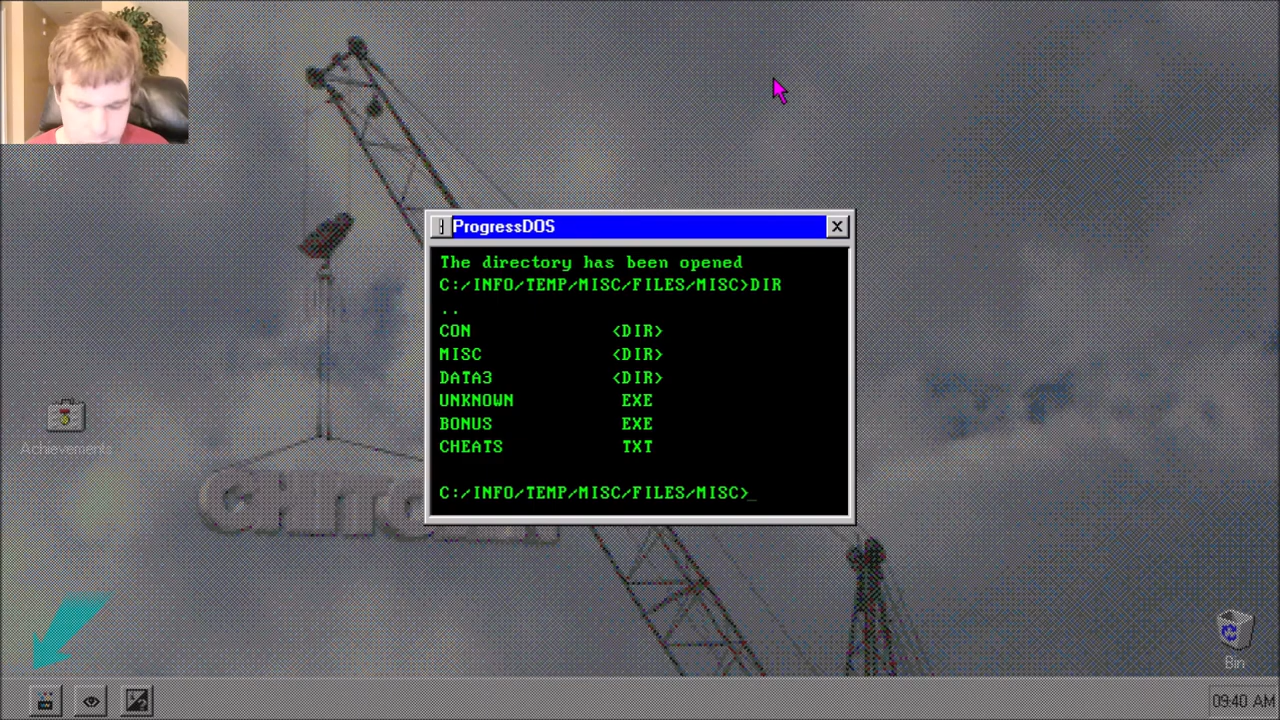 ProgressDOS
The directory has been opened
C:/INFO/TEMP/MISC/FILES/MISC>DIR
..
CON <DIR>
MISC <DIR>
DATA3 <DIR>
UNKNOWN EXE
BONUS EXE
CHEATS TXT
C:/INFO/TEMP/MISC/FILES/MISC>_
Achievements
Bin
09:40 AM